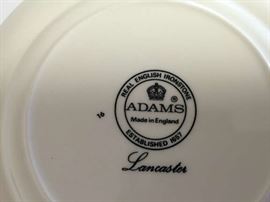 REAL ENGLISH IRONSTONE
ADAMS ®
Made in England
ESTABLISHED 1657
16
Lancaster